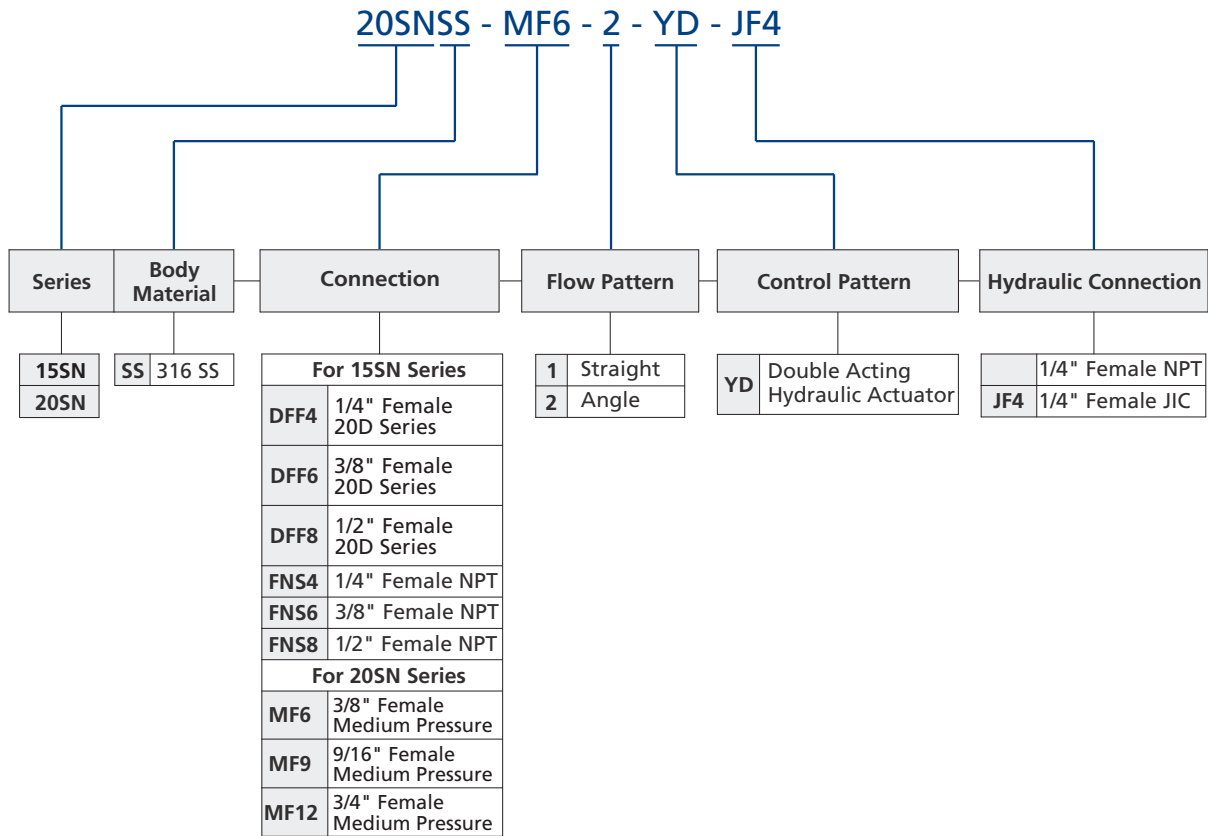 20SNSS - MF6 - 2 - YD - JF4
Series
Body
Material
Connection
Flow Pattern
Control Pattern
Hydraulic Connection
15SN
20SN
SS 316 SS
For 15SN Series
DFF4 1/4" Female
20D Series
DFF6 3/8" Female
20D Series
DFF8 1/2" Female
20D Series
FNS4 1/4" Female NPT
FNS6 3/8" Female NPT
FNS8 1/2" Female NPT
For 20SN Series
MF6 3/8" Female
Medium Pressure
MF9 9/16" Female
Medium Pressure
MF12 3/4" Female
Medium Pressure
1 Straight
2 Angle
YD Double Acting
Hydraulic Actuator
1/4" Female NPT
JF4 1/4" Female JIC